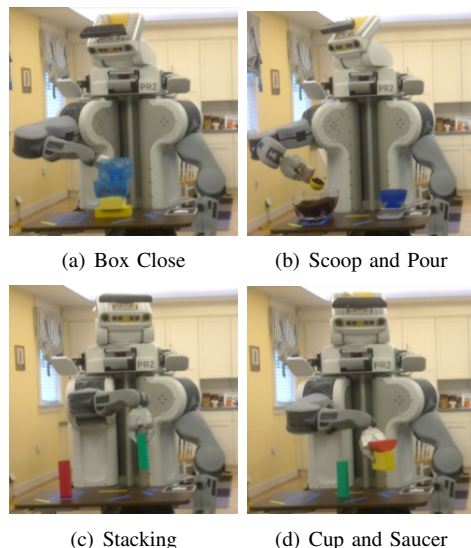 PR2
PR2
(a) Box Close
(b) Scoop and Pour
PR2
PR2
(c) Stacking
(d) Cup and Saucer